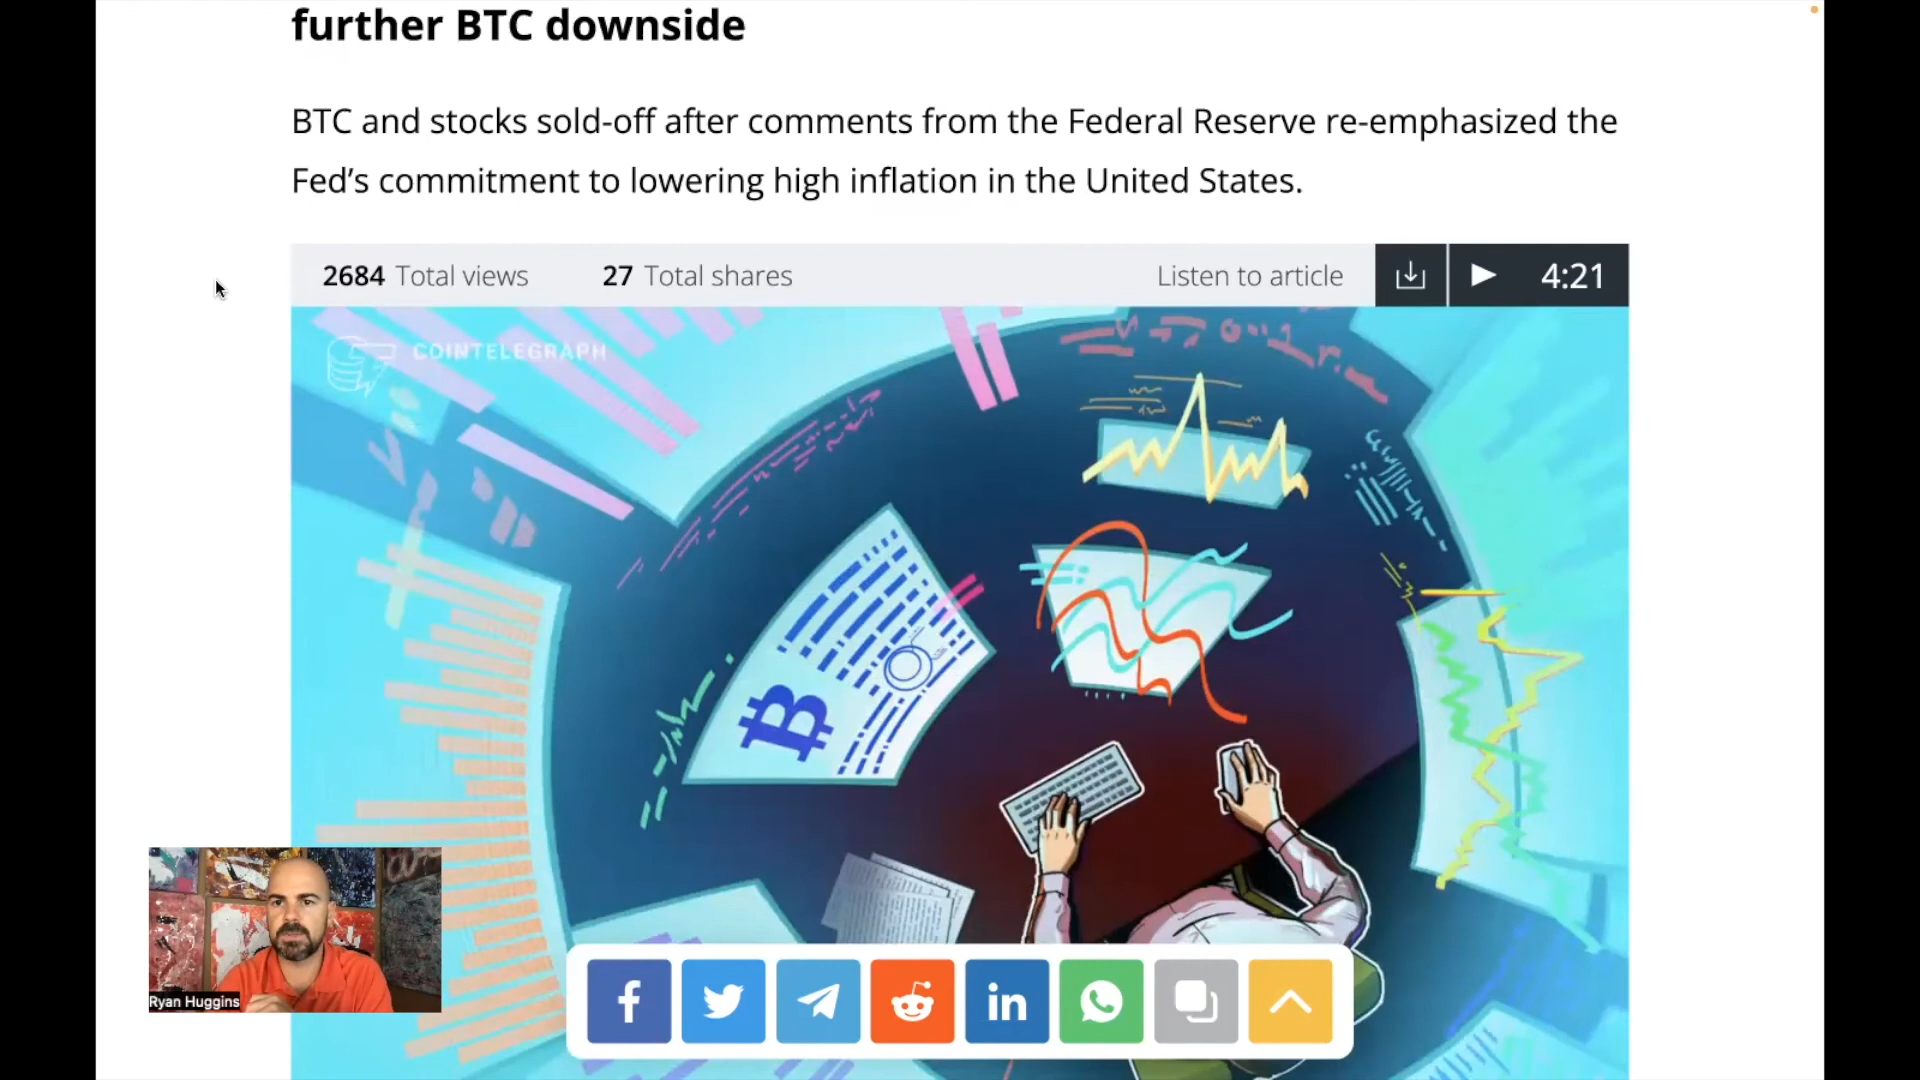 further BTC downside
BTC and stocks sold-off after comments from the Federal Reserve re-emphasized the
Fed’s commitment to lowering high inflation in the United States.
2684 Total views 27 Total shares Listen to article 4:21
COINTELEGRAPH
Ryan Huggins